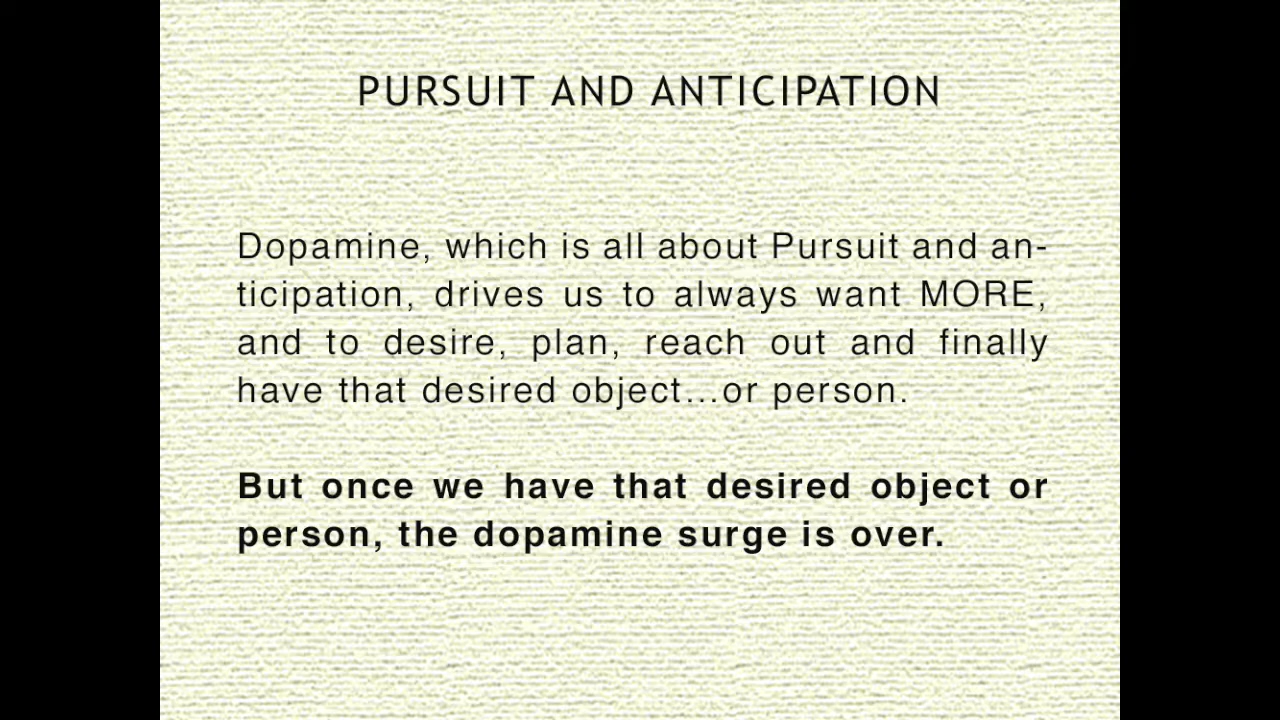 PURSUIT AND ANTICIPATION
Dopamine, which is all about Pursuit and an-
ticipation, drives us to always want MORE,
and to desire, plan, reach out and finally
have that desired object...or person.
But once we have that desired object or
person, the dopamine surge is over.